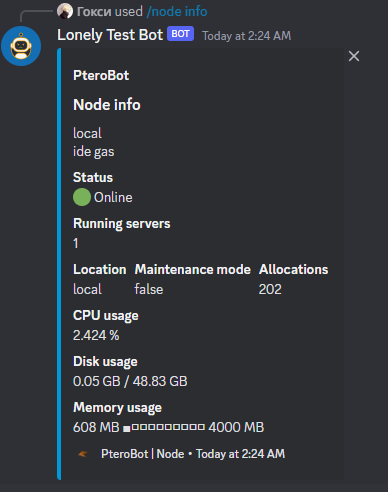 Гокси used /node info
Lonely Test Bot BOT Today at 2:24 AM
PteroBot
Node info
local
ide gas
Status
Online
Running servers
1
Location Maintenance mode Allocations
local false 202
CPU usage
2.424 %
Disk usage
0.05 GB / 48.83 GB
Memory usage
608 MB ■□□□□□□□□□ 4000 MB
PteroBot | Node • Today at 2:24 AM